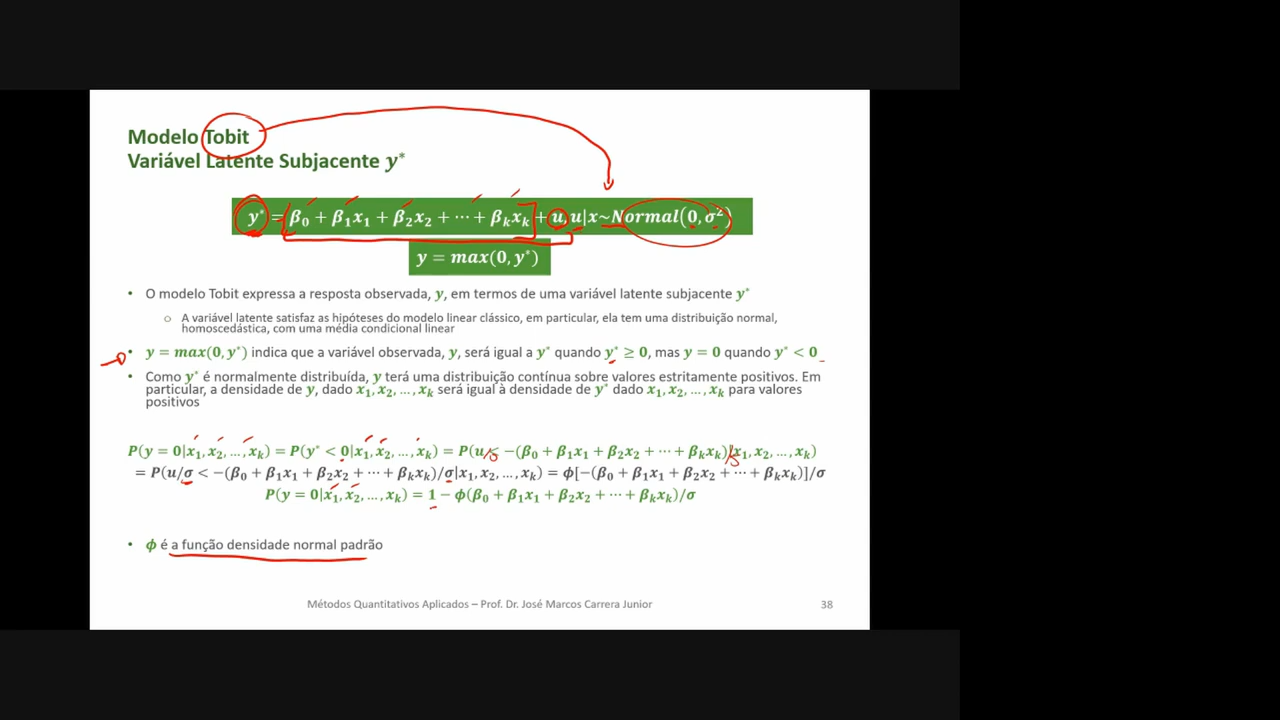 Modelo Tobit
Variável Latente Subjacente y*
y* = β₀ + β₁x₁ + β₂x₂ + ⋯ + βₖxₖ + u, u|x~Normal(0, σ²)
y = max(0, y*)
• O modelo Tobit expressa a resposta observada, y, em termos de uma variável latente subjacente y*
○ A variável latente satisfaz as hipóteses do modelo linear clássico, em particular, ela tem uma distribuição normal,
homoscedástica, com uma média condicional linear
• y = max(0, y*) indica que a variável observada, y, será igual a y* quando y* ≥ 0, mas y = 0 quando y* < 0
• Como y* é normalmente distribuída, y terá uma distribuição contínua sobre valores estritamente positivos. Em
particular, a densidade de y, dado x₁, x₂, …, xₖ será igual à densidade de y* dado x₁, x₂, …, xₖ para valores
positivos
P(y = 0|x₁, x₂, …, xₖ) = P(y* < 0|x₁, x₂, …, xₖ) = P(u < −(β₀ + β₁x₁ + β₂x₂ + ⋯ + βₖxₖ)|x₁, x₂, …, xₖ)
= P(u/σ < −(β₀ + β₁x₁ + β₂x₂ + ⋯ + βₖxₖ)/σ|x₁, x₂, …, xₖ) = ϕ[−(β₀ + β₁x₁ + β₂x₂ + ⋯ + βₖxₖ)]/σ
P(y = 0|x₁, x₂, …, xₖ) = 1 − ϕ(β₀ + β₁x₁ + β₂x₂ + ⋯ + βₖxₖ)/σ
• ϕ é a função densidade normal padrão
Métodos Quantitativos Aplicados – Prof. Dr. José Marcos Carrera Junior
38